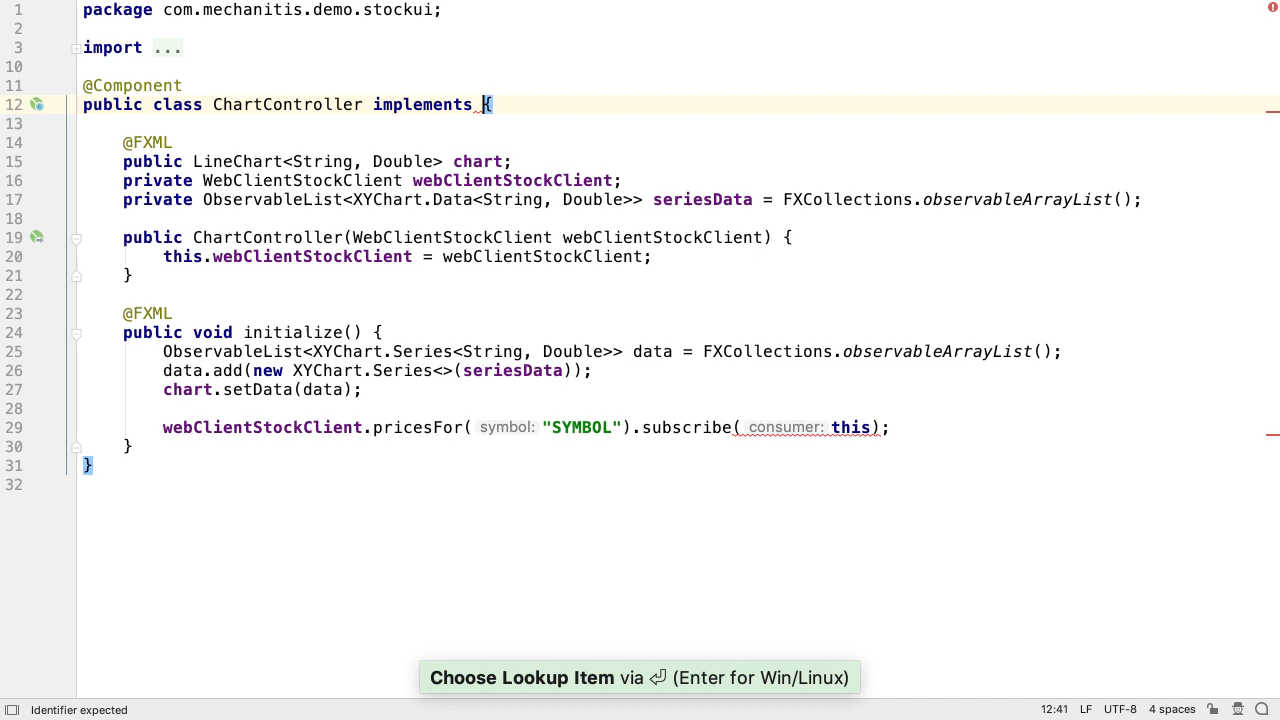 1 package com.mechanitis.demo.stockui;
2
3 import ...
10
11 @Component
12 public class ChartController implements {
13
14 @FXML
15 public LineChart<String, Double> chart;
16 private WebClientStockClient webClientStockClient;
17 private ObservableList<XYChart.Data<String, Double>> seriesData = FXCollections.observableArrayList();
18
19 public ChartController(WebClientStockClient webClientStockClient) {
20 this.webClientStockClient = webClientStockClient;
21 }
22
23 @FXML
24 public void initialize() {
25 ObservableList<XYChart.Series<String, Double>> data = FXCollections.observableArrayList();
26 data.add(new XYChart.Series<>(seriesData));
27 chart.setData(data);
28
29 webClientStockClient.pricesFor( symbol: "SYMBOL").subscribe( consumer: this);
30 }
31 }
32
Choose Lookup Item via ⏎ (Enter for Win/Linux)
Identifier expected 12:41 LF UTF-8 4 spaces